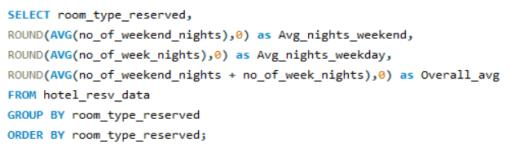 SELECT room_type_reserved,
ROUND(AVG(no_of_weekend_nights),0) as Avg_nights_weekend,
ROUND(AVG(no_of_week_nights),0) as Avg_nights_weekday,
ROUND(AVG(no_of_weekend_nights + no_of_week_nights),0) as Overall_avg
FROM hotel_resv_data
GROUP BY room_type_reserved
ORDER BY room_type_reserved;